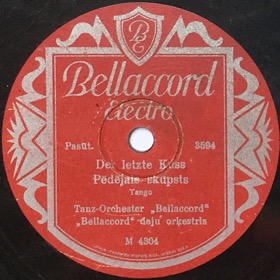 B E
Bellaccord
Electro
Pasūt. 3594
Der letzte Kuss
Pēdējais skūpsts
Tango
Tanz-Orchester „Bellaccord"
„Bellaccord" deju orķestris
M 4304